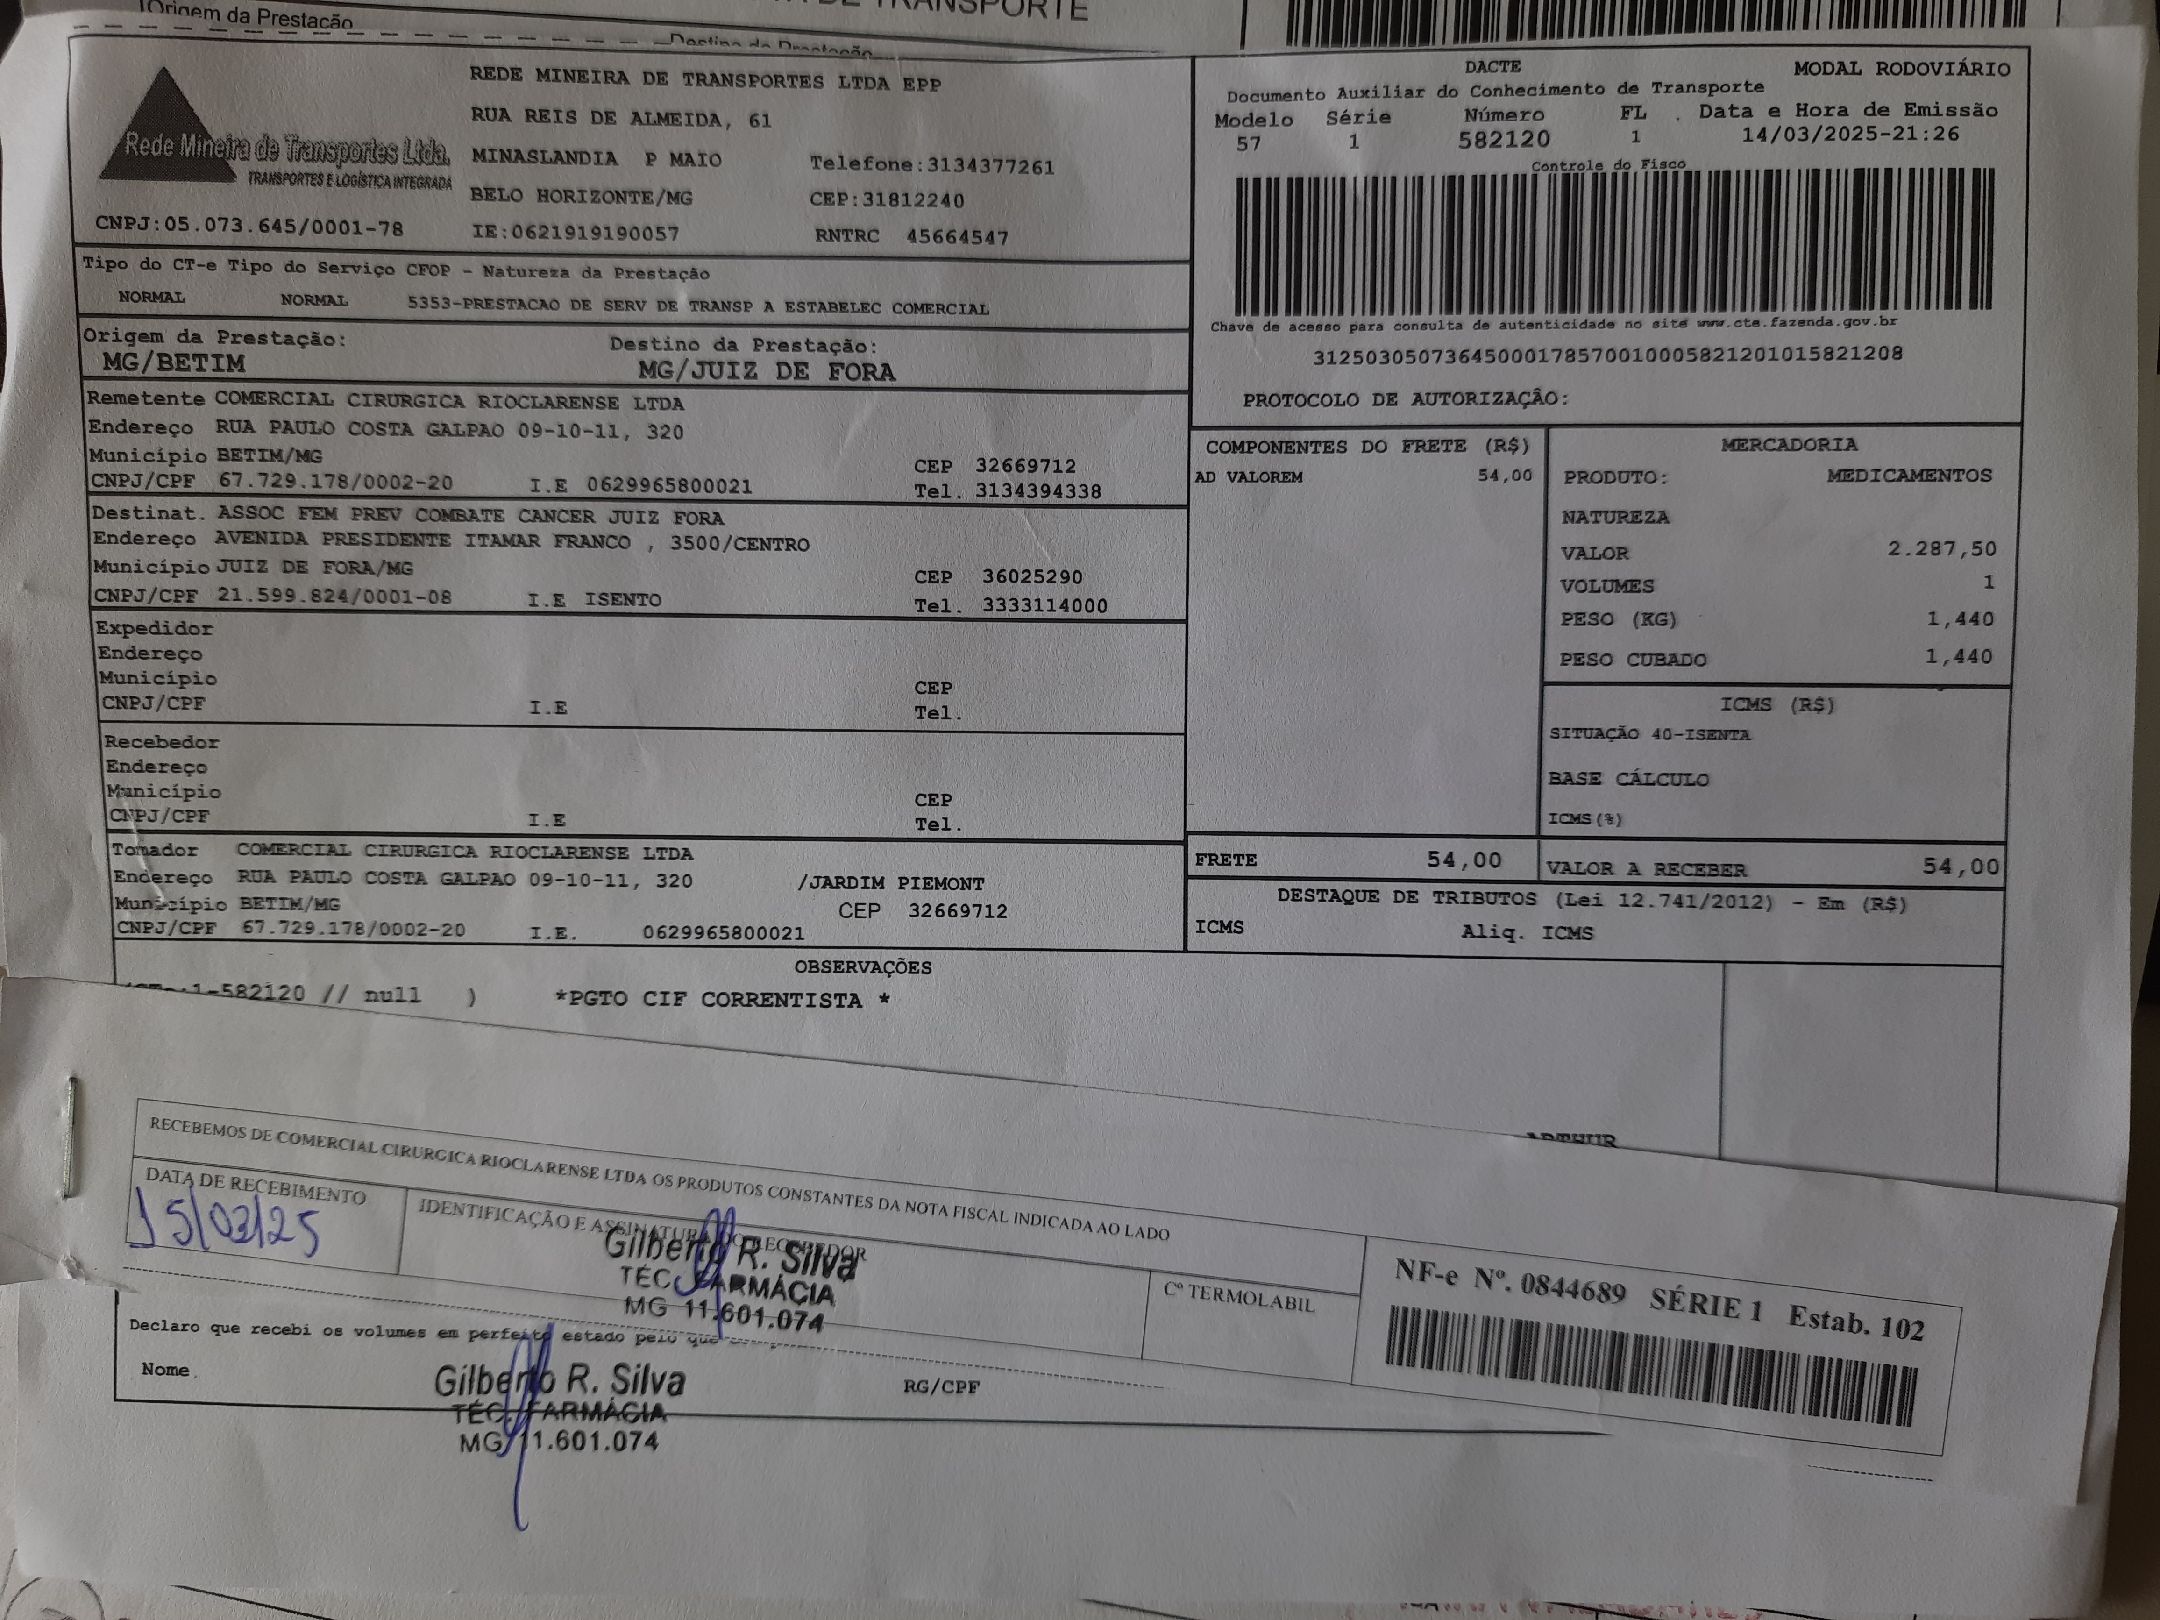 Origem da Prestação
DE TRANSPORTE
Destino da Prestação
Rede Mineira de Transportes Ltda.
TRANSPORTES E LOGÍSTICA INTEGRADA
CNPJ:05.073.645/0001-78
REDE MINEIRA DE TRANSPORTES LTDA EPP
RUA REIS DE ALMEIDA, 61
MINASLANDIA P MAIO Telefone:3134377261
BELO HORIZONTE/MG CEP:31812240
IE:0621919190057 RNTRC 45664547
DACTE MODAL RODOVIÁRIO
Documento Auxiliar do Conhecimento de Transporte
Modelo Série Número FL . Data e Hora de Emissão
57 1 582120 1 14/03/2025-21:26
Controle do Fisco
Chave de acesso para consulta de autenticidade no site www.cte.fazenda.gov.br
31250305073645000178570010005821201015821208
PROTOCOLO DE AUTORIZAÇÃO:
Tipo do CT-e Tipo do Serviço CFOP - Natureza da Prestação
NORMAL NORMAL 5353-PRESTACAO DE SERV DE TRANSP A ESTABELEC COMERCIAL
Origem da Prestação: Destino da Prestação:
MG/BETIM MG/JUIZ DE FORA
Remetente COMERCIAL CIRURGICA RIOCLARENSE LTDA
Endereço RUA PAULO COSTA GALPAO 09-10-11, 320
Município BETIM/MG CEP 32669712
CNPJ/CPF 67.729.178/0002-20 I.E 0629965800021 Tel. 3134394338
Destinat. ASSOC FEM PREV COMBATE CANCER JUIZ FORA
Endereço AVENIDA PRESIDENTE ITAMAR FRANCO , 3500/CENTRO
Município JUIZ DE FORA/MG CEP 36025290
CNPJ/CPF 21.599.824/0001-08 I.E ISENTO Tel. 3333114000
Expedidor
Endereço
Município CEP
CNPJ/CPF I.E Tel.
Recebedor
Endereço
Município CEP
CNPJ/CPF I.E Tel.
Tomador COMERCIAL CIRURGICA RIOCLARENSE LTDA
Endereço RUA PAULO COSTA GALPAO 09-10-11, 320 /JARDIM PIEMONT
Município BETIM/MG CEP 32669712
CNPJ/CPF 67.729.178/0002-20 I.E. 0629965800021
COMPONENTES DO FRETE (R$)
AD VALOREM 54,00
MERCADORIA
PRODUTO: MEDICAMENTOS
NATUREZA
VALOR 2.287,50
VOLUMES 1
PESO (KG) 1,440
PESO CUBADO 1,440
ICMS (R$)
SITUAÇÃO 40-ISENTA
BASE CÁLCULO
ICMS(%)
FRETE 54,00 VALOR A RECEBER 54,00
DESTAQUE DE TRIBUTOS (Lei 12.741/2012) - Em (R$)
ICMS Aliq. ICMS
OBSERVAÇÕES
1-582120 // null ) *PGTO CIF CORRENTISTA *
RECEBEMOS DE COMERCIAL CIRURGICA RIOCLARENSE LTDA OS PRODUTOS CONSTANTES DA NOTA FISCAL INDICADA AO LADO
DATA DE RECEBIMENTO
15/03/25
IDENTIFICAÇÃO E ASSINATURA DO RECEBEDOR
Gilberto R. Silva
TÉC. FARMÁCIA
MG 11.601.074
Cº TERMOLABIL
NF-e Nº. 0844689 SÉRIE 1 Estab. 102
Declaro que recebi os volumes em perfeito estado pelo que
Nome RG/CPF
Gilberto R. Silva
TÉC. FARMÁCIA
MG 11.601.074